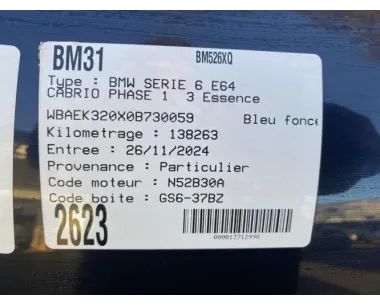 BM31 BM526XQ
Type : BMW SERIE 6 E64
CABRIO PHASE 1 3 Essence
WBAEK320X0B730059 Bleu fonce
Kilometrage : 138263
Entree : 26/11/2024
Provenance : Particulier
Code moteur : N52B30A
Code boite : GS6-37BZ
2623